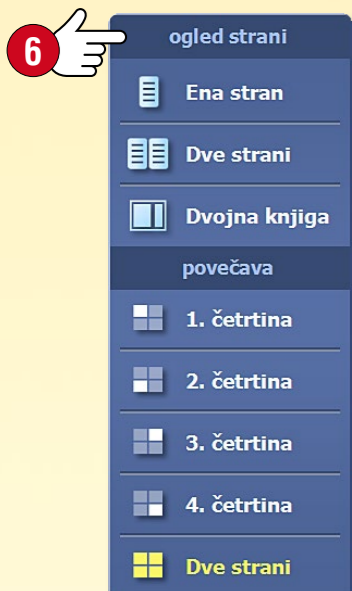 6
ogled strani
Ena stran
Dve strani
Dvojna knjiga
povečava
1. četrtina
2. četrtina
3. četrtina
4. četrtina
Dve strani